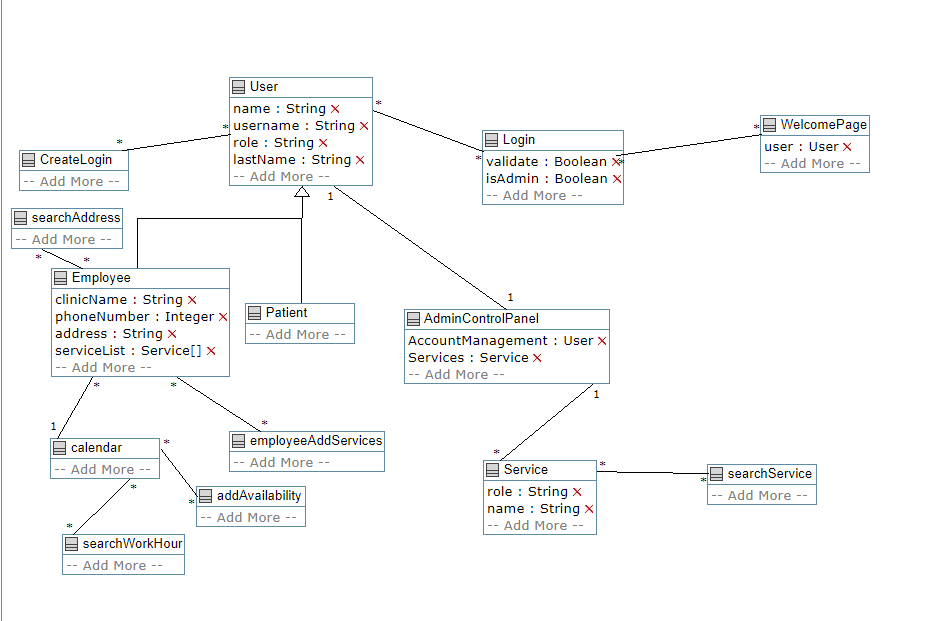 User
name : String ×
username : String ×
role : String ×
lastName : String ×
-- Add More --
*
*
*
CreateLogin
-- Add More --
Login
validate : Boolean ×
isAdmin : Boolean ×
-- Add More --
*
*
*
WelcomePage
user : User ×
-- Add More --
searchAddress
-- Add More --
*
*
1
Employee
clinicName : String ×
phoneNumber : Integer ×
address : String ×
serviceList : Service[] ×
-- Add More --
Patient
-- Add More --
1
AdminControlPanel
AccountManagement : User ×
Services : Service ×
-- Add More --
*
*
1
1
*
calendar
-- Add More --
*
*
employeeAddServices
-- Add More --
*
Service
role : String ×
name : String ×
-- Add More --
*
*
searchService
-- Add More --
*
addAvailability
-- Add More --
*
*
searchWorkHour
-- Add More --